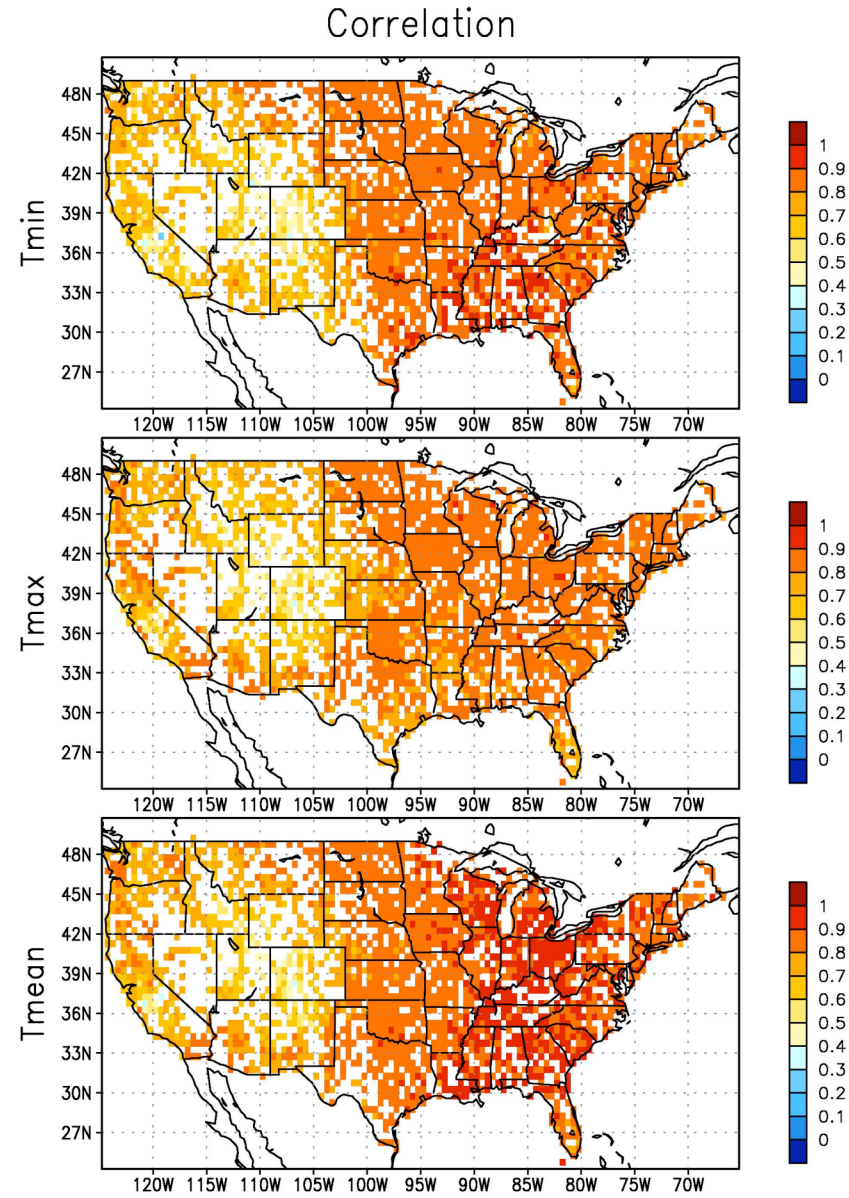 Correlation
Tmin
48N
45N
42N
39N
36N
33N
30N
27N
120W 115W 110W 105W 100W 95W 90W 85W 80W 75W 70W
1
0.9
0.8
0.7
0.6
0.5
0.4
0.3
0.2
0.1
0
Tmax
48N
45N
42N
39N
36N
33N
30N
27N
120W 115W 110W 105W 100W 95W 90W 85W 80W 75W 70W
1
0.9
0.8
0.7
0.6
0.5
0.4
0.3
0.2
0.1
0
Tmean
48N
45N
42N
39N
36N
33N
30N
27N
120W 115W 110W 105W 100W 95W 90W 85W 80W 75W 70W
1
0.9
0.8
0.7
0.6
0.5
0.4
0.3
0.2
0.1
0